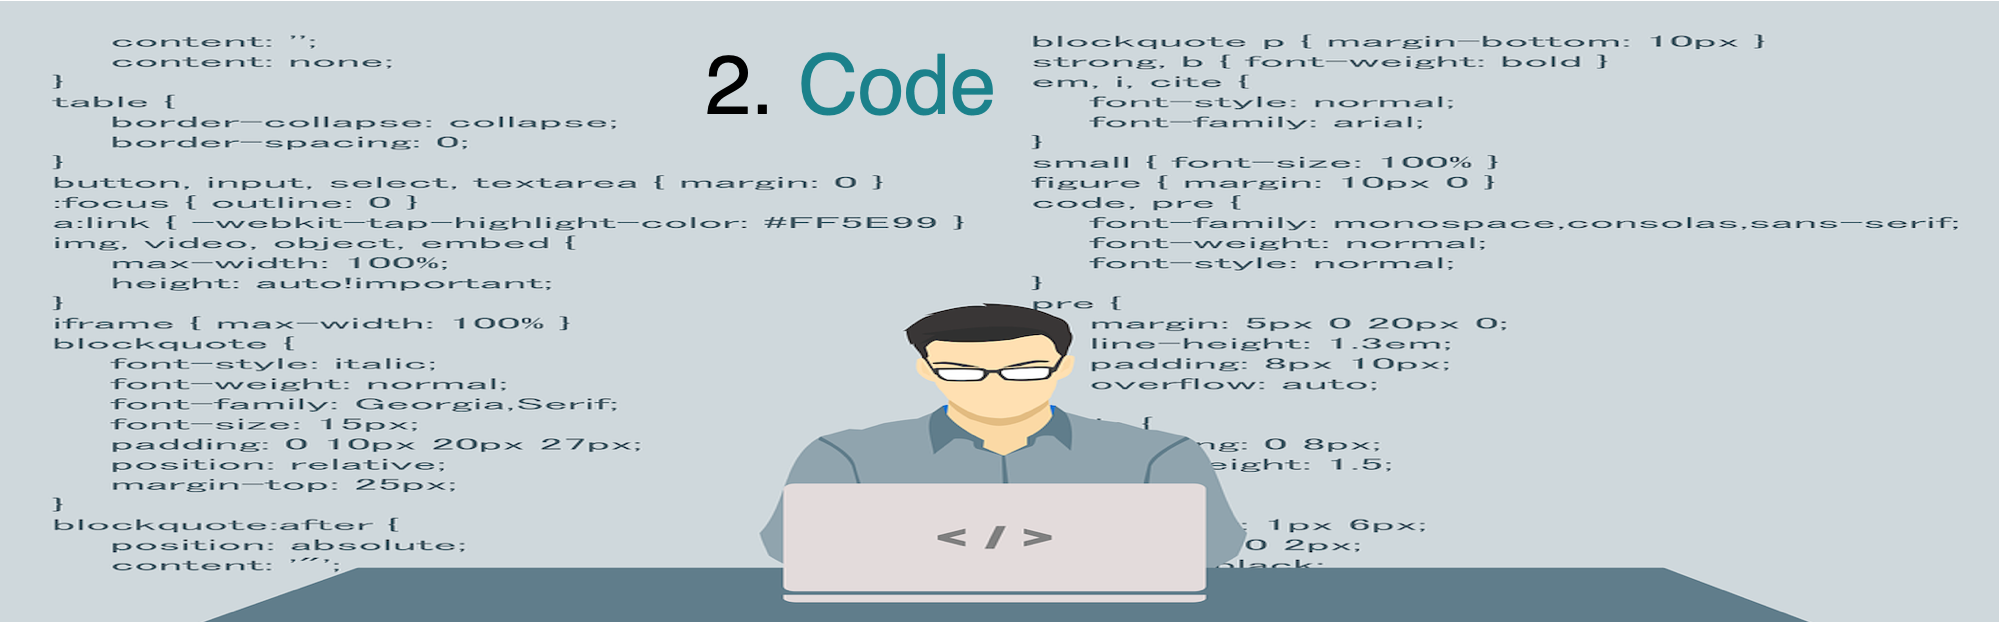 2. Code
content: '';
content: none;
}
table {
border-collapse: collapse;
border-spacing: 0;
}
button, input, select, textarea { margin: 0 }
:focus { outline: 0 }
a:link { -webkit-tap-highlight-color: #FF5E99 }
img, video, object, embed {
max-width: 100%;
height: auto!important;
}
iframe { max-width: 100% }
blockquote {
font-style: italic;
font-weight: normal;
font-family: Georgia,Serif;
font-size: 15px;
padding: 0 10px 20px 27px;
position: relative;
margin-top: 25px;
}
blockquote:after {
position: absolute;
content: '"';
blockquote p { margin-bottom: 10px }
strong, b { font-weight: bold }
em, i, cite {
font-style: normal;
font-family: arial;
}
small { font-size: 100% }
figure { margin: 10px 0 }
code, pre {
font-family: monospace,consolas,sans-serif;
font-weight: normal;
font-style: normal;
}
pre {
margin: 5px 0 20px 0;
line-height: 1.3em;
padding: 8px 10px;
overflow: auto;
{
ng: 0 8px;
eight: 1.5;
: 1px 6px;
0 2px;
black;
</ >